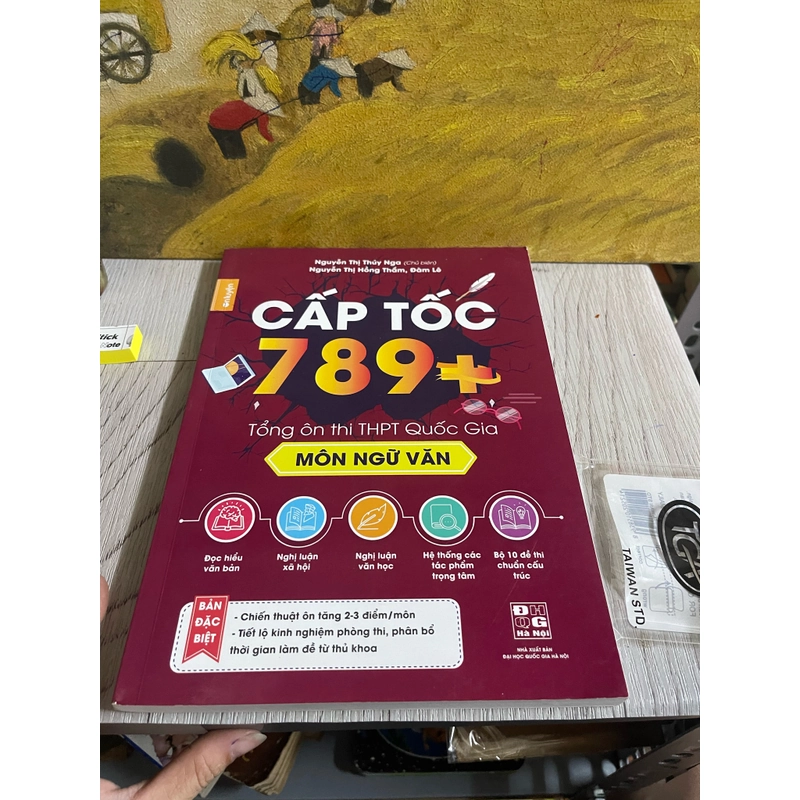 Nguyễn Thị Thúy Nga (Chủ biên)
Nguyễn Thị Hồng Thắm, Đàm Lê
CẤP TỐC
789+
Tổng ôn thi THPT Quốc Gia
MÔN NGỮ VĂN
Đọc hiểu
văn bản
Nghị luận
xã hội
Nghị luận
văn học
Hệ thống các
tác phẩm
trọng tâm
Bộ 10 đề thi
chuẩn cấu
trúc
BẢN
ĐẶC
BIỆT
- Chiến thuật ôn tăng 2-3 điểm/môn
- Tiết lộ kinh nghiệm phòng thi, phân bổ
thời gian làm đề từ thủ khoa
ĐH
QG
Hà Nội
NHÀ XUẤT BẢN
ĐẠI HỌC QUỐC GIA HÀ NỘI
TAIWAN STD